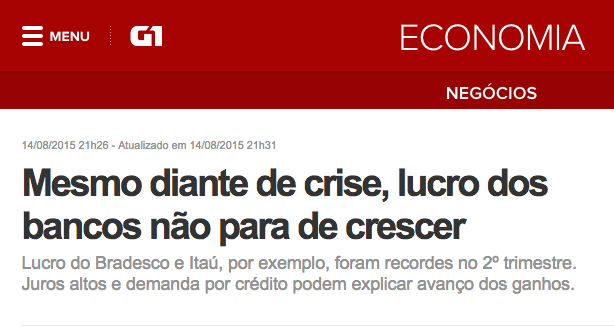 MENU
G1
ECONOMIA
NEGÓCIOS
14/08/2015 21h26 - Atualizado em 14/08/2015 21h31
Mesmo diante de crise, lucro dos
bancos não para de crescer
Lucro do Bradesco e Itaú, por exemplo, foram recordes no 2º trimestre.
Juros altos e demanda por crédito podem explicar avanço dos ganhos.